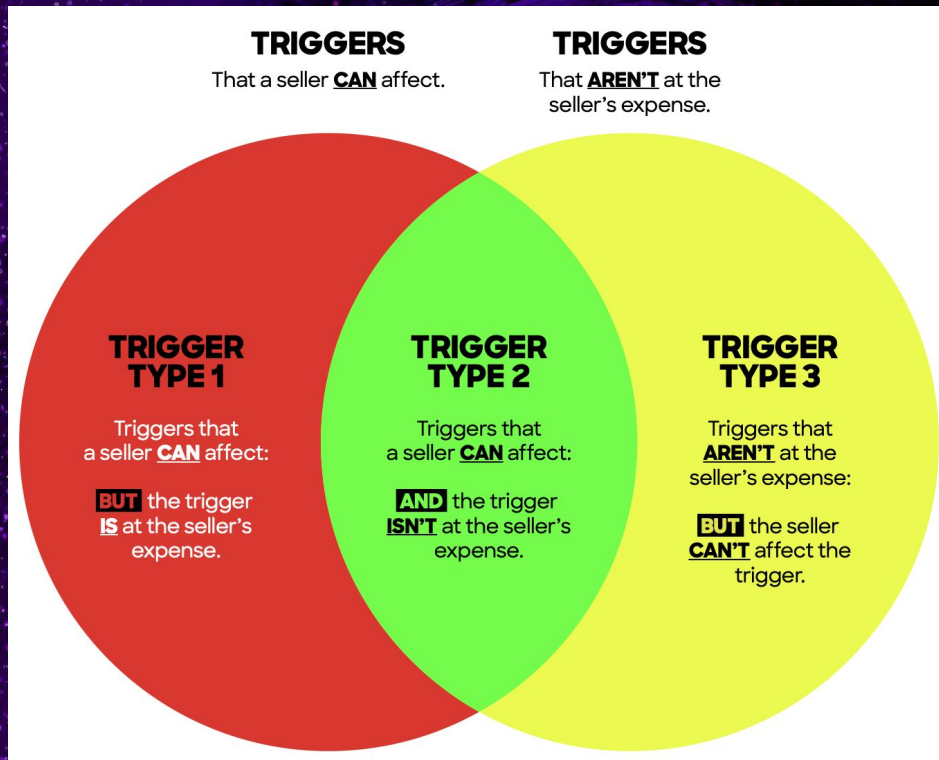 TRIGGERS
That a seller CAN affect.
TRIGGERS
That AREN'T at the
seller's expense.
TRIGGER
TYPE 1
Triggers that
a seller CAN affect:
BUT the trigger
IS at the seller's
expense.
TRIGGER
TYPE 2
Triggers that
a seller CAN affect:
AND the trigger
ISN'T at the seller's
expense.
TRIGGER
TYPE 3
Triggers that
AREN'T at the
seller's expense:
BUT the seller
CAN'T affect the
trigger.